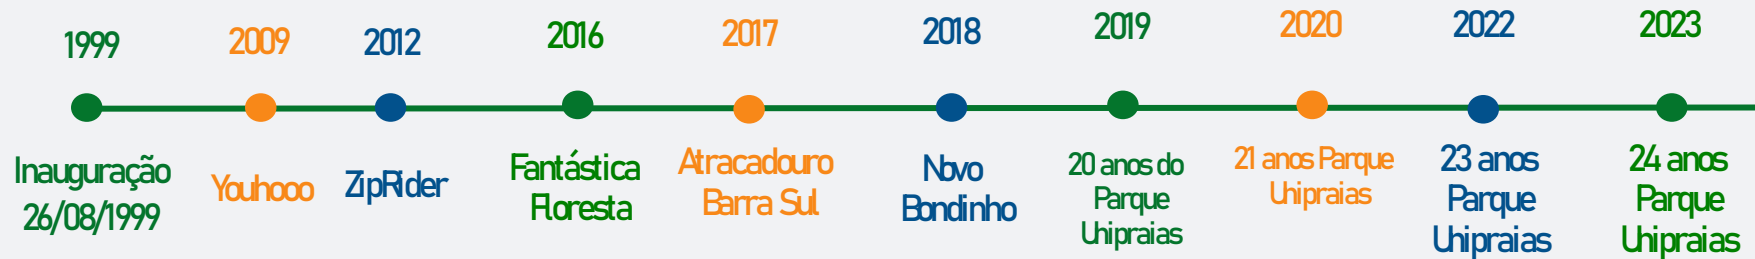 1999
Inauguração
26/08/1999
2009
Youhooo
2012
ZipRider
2016
Fantástica
Floresta
2017
Atracadouro
Barra Sul
2018
Novo
Bondinho
2019
20 anos do
Parque
Unipraias
2020
21 anos Parque
Unipraias
2022
23 anos
Parque
Unipraias
2023
24 anos
Parque
Unipraias